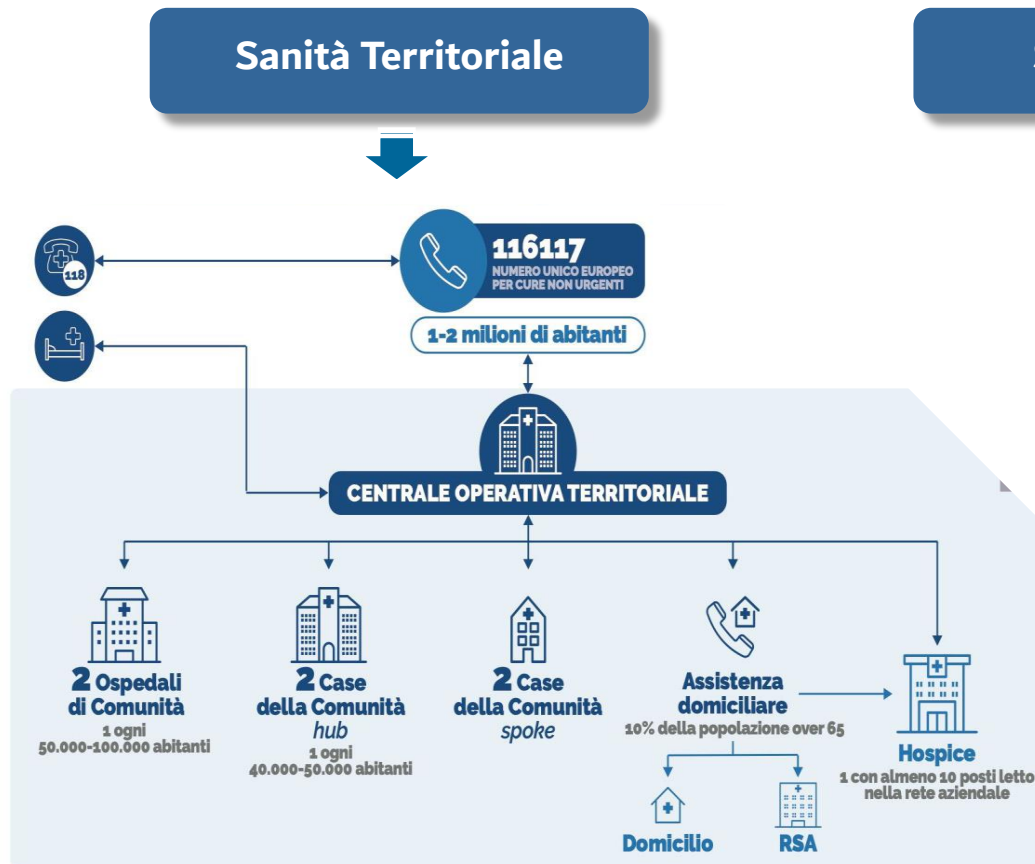 Sanità Territoriale
118
116117
NUMERO UNICO EUROPEO
PER CURE NON URGENTI
1-2 milioni di abitanti
CENTRALE OPERATIVA TERRITORIALE
2 Ospedali
di Comunità
1 ogni
50.000-100.000 abitanti
2 Case
della Comunità
hub
1 ogni
40.000-50.000 abitanti
2 Case
della Comunità
spoke
Assistenza
domiciliare
10% della popolazione over 65
Domicilio
RSA
Hospice
1 con almeno 10 posti letto
nella rete aziendale